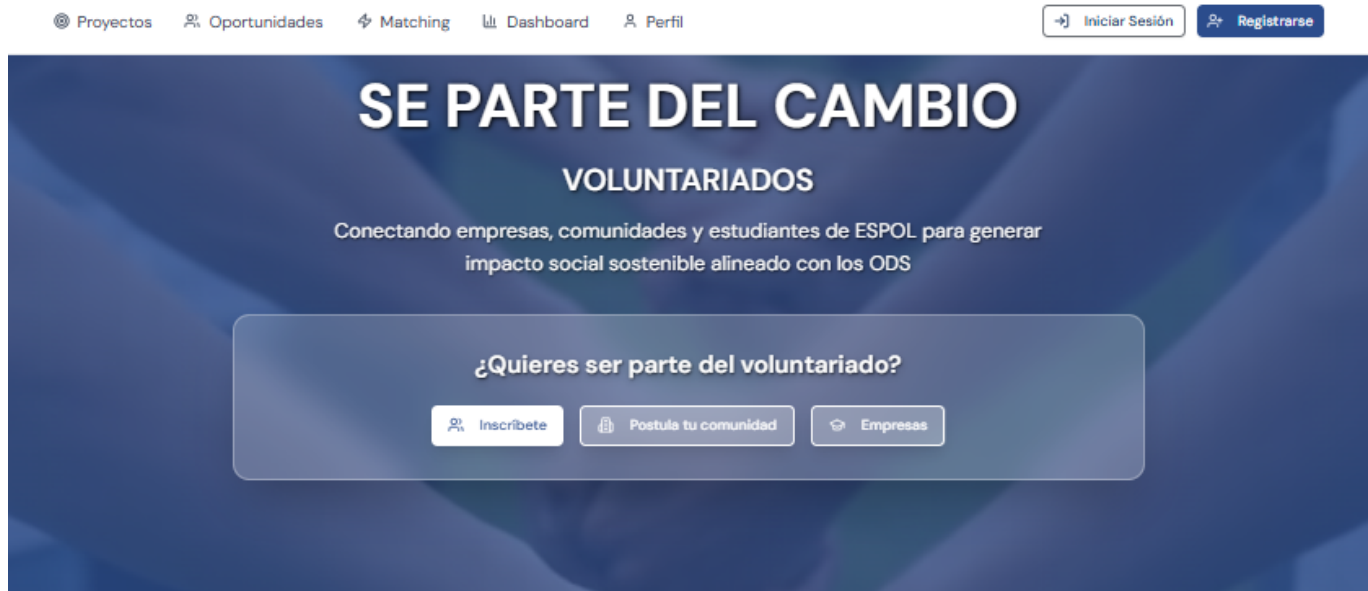 Proyectos Oportunidades Matching Dashboard Perfil Iniciar Sesión Registrarse
SE PARTE DEL CAMBIO
VOLUNTARIADOS
Conectando empresas, comunidades y estudiantes de ESPOL para generar
impacto social sostenible alineado con los ODS
¿Quieres ser parte del voluntariado?
Inscríbete Postula tu comunidad Empresas